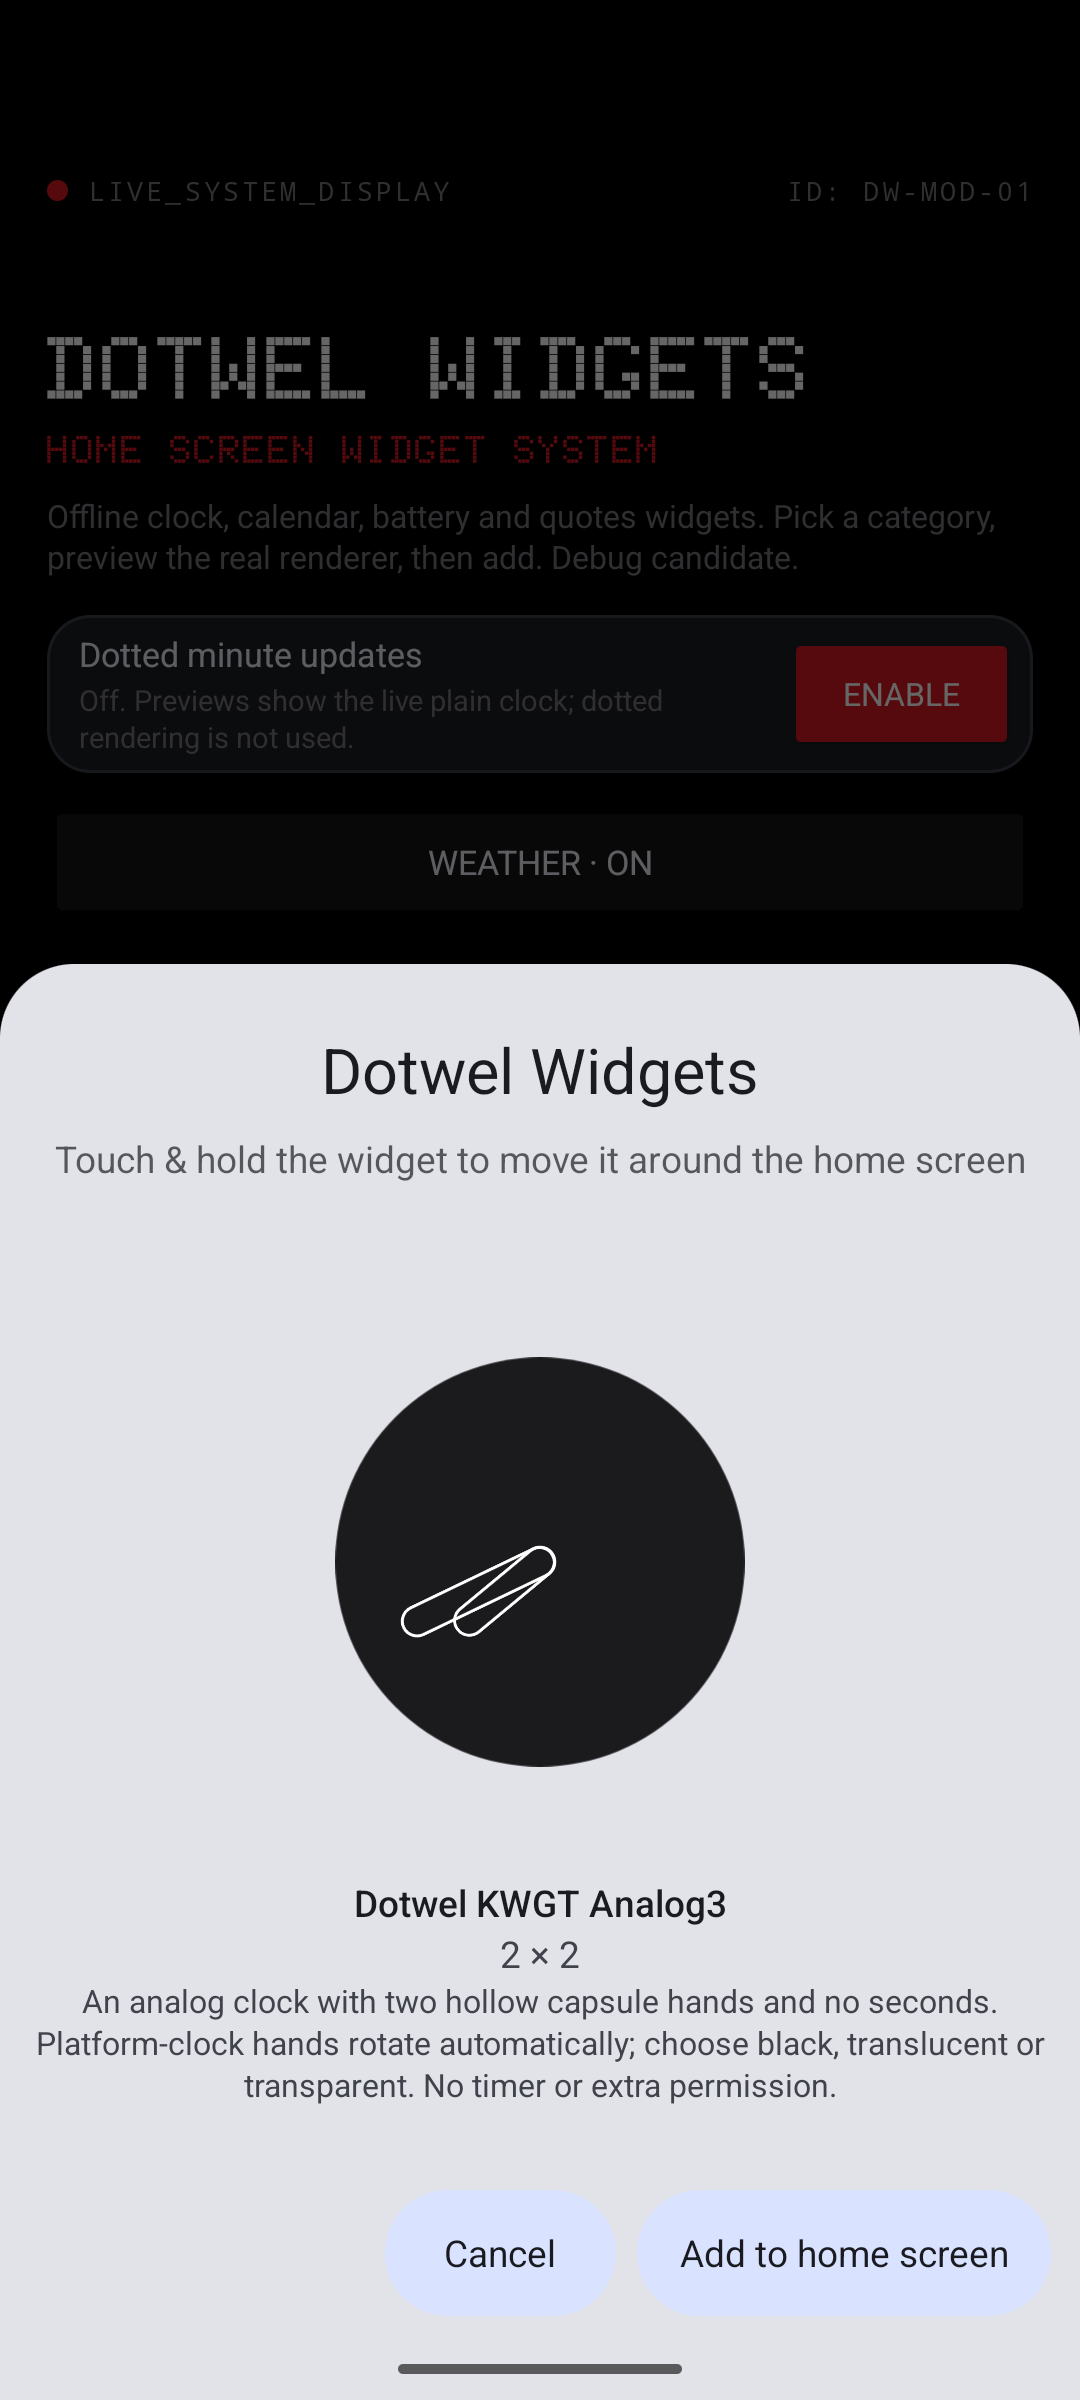 LIVE_SYSTEM_DISPLAY
ID: DW-MOD-01
DOTWEL WIDGETS
HOME SCREEN WIDGET SYSTEM
Offline clock, calendar, battery and quotes widgets. Pick a category,
preview the real renderer, then add. Debug candidate.
Dotted minute updates
Off. Previews show the live plain clock; dotted
rendering is not used.
ENABLE
WEATHER · ON
Dotwel Widgets
Touch & hold the widget to move it around the home screen
Dotwel KWGT Analog3
2 × 2
An analog clock with two hollow capsule hands and no seconds.
Platform-clock hands rotate automatically; choose black, translucent or
transparent. No timer or extra permission.
Cancel
Add to home screen